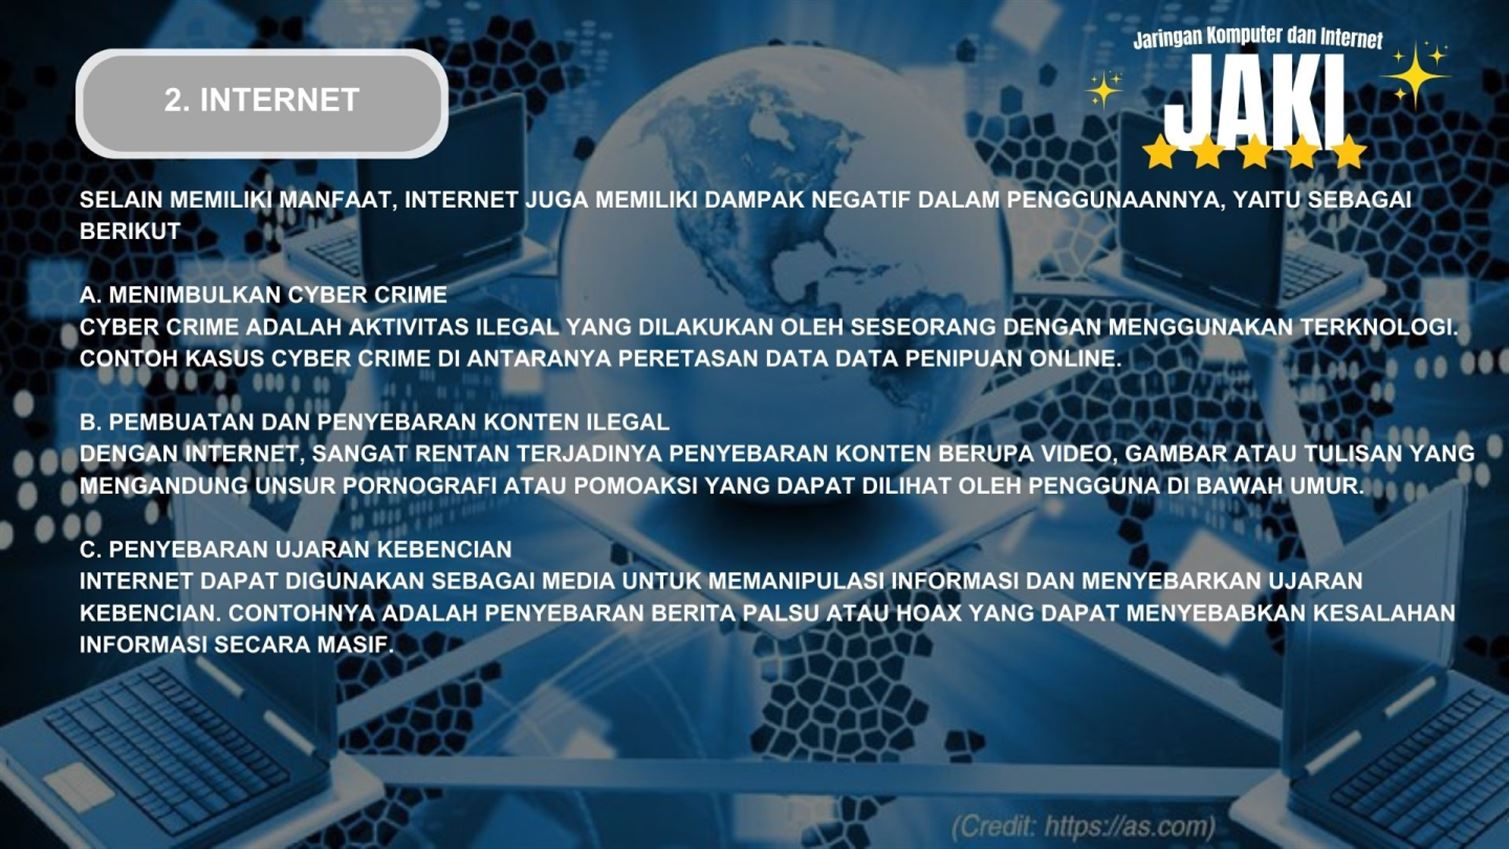 Jaringan Komputer dan Internet
JAKI
2. INTERNET
SELAIN MEMILIKI MANFAAT, INTERNET JUGA MEMILIKI DAMPAK NEGATIF DALAM PENGGUNAANNYA, YAITU SEBAGAI
BERIKUT
A. MENIMBULKAN CYBER CRIME
CYBER CRIME ADALAH AKTIVITAS ILEGAL YANG DILAKUKAN OLEH SESEORANG DENGAN MENGGUNAKAN TERKNOLOGI.
CONTOH KASUS CYBER CRIME DI ANTARANYA PERETASAN DATA DATA PENIPUAN ONLINE.
B. PEMBUATAN DAN PENYEBARAN KONTEN ILEGAL
DENGAN INTERNET, SANGAT RENTAN TERJADINYA PENYEBARAN KONTEN BERUPA VIDEO, GAMBAR ATAU TULISAN YANG
MENGANDUNG UNSUR PORNOGRAFI ATAU POMOAKSI YANG DAPAT DILIHAT OLEH PENGGUNA DI BAWAH UMUR.
C. PENYEBARAN UJARAN KEBENCIAN
INTERNET DAPAT DIGUNAKAN SEBAGAI MEDIA UNTUK MEMANIPULASI INFORMASI DAN MENYEBARKAN UJARAN
KEBENCIAN. CONTOHNYA ADALAH PENYEBARAN BERITA PALSU ATAU HOAX YANG DAPAT MENYEBABKAN KESALAHAN
INFORMASI SECARA MASIF.
(Credit: https://as.com)